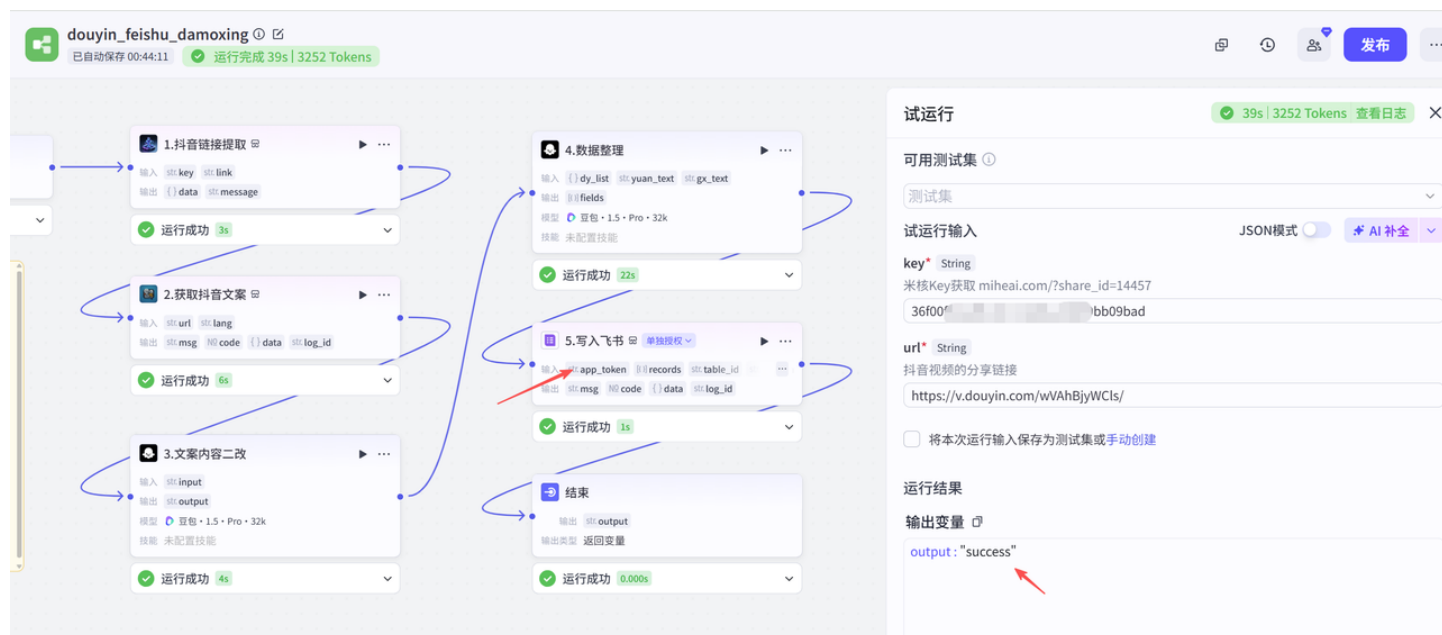 douyin_feishu_damoxing
已自动保存 00:44:11
运行完成 39s | 3252 Tokens
发布
1.抖音链接提取
输入 str.key str.link
输出 {} data str.message
运行成功 3s
2.获取抖音文案
输入 str.url str.lang
输出 str.msg №code {} data str.log_id
运行成功 6s
3.文案内容二改
输入 str.input
输出 str.output
模型 豆包・1.5・Pro・32k
技能 未配置技能
运行成功 4s
4.数据整理
输入 {} dy_list str.yuan_text str.gx_text
输出 fields
模型 豆包・1.5・Pro・32k
技能 未配置技能
运行成功 22s
5.写入飞书 单独授权
输入 app_token records str.table_id ...
输出 str.msg №code {} data str.log_id
运行成功 1s
结束
输出 str.output
输出类型 返回变量
运行成功 0.000s
试运行
39s | 3252 Tokens 查看日志
可用测试集
测试集
试运行输入
JSON模式
AI 补全
key* String
米核Key获取 miheai.com/?share_id=14457
36f00 bb09bad
url* String
抖音视频的分享链接
https://v.douyin.com/wVAhBjyWCls/
将本次运行输入保存为测试集或手动创建
运行结果
输出变量
output : "success"